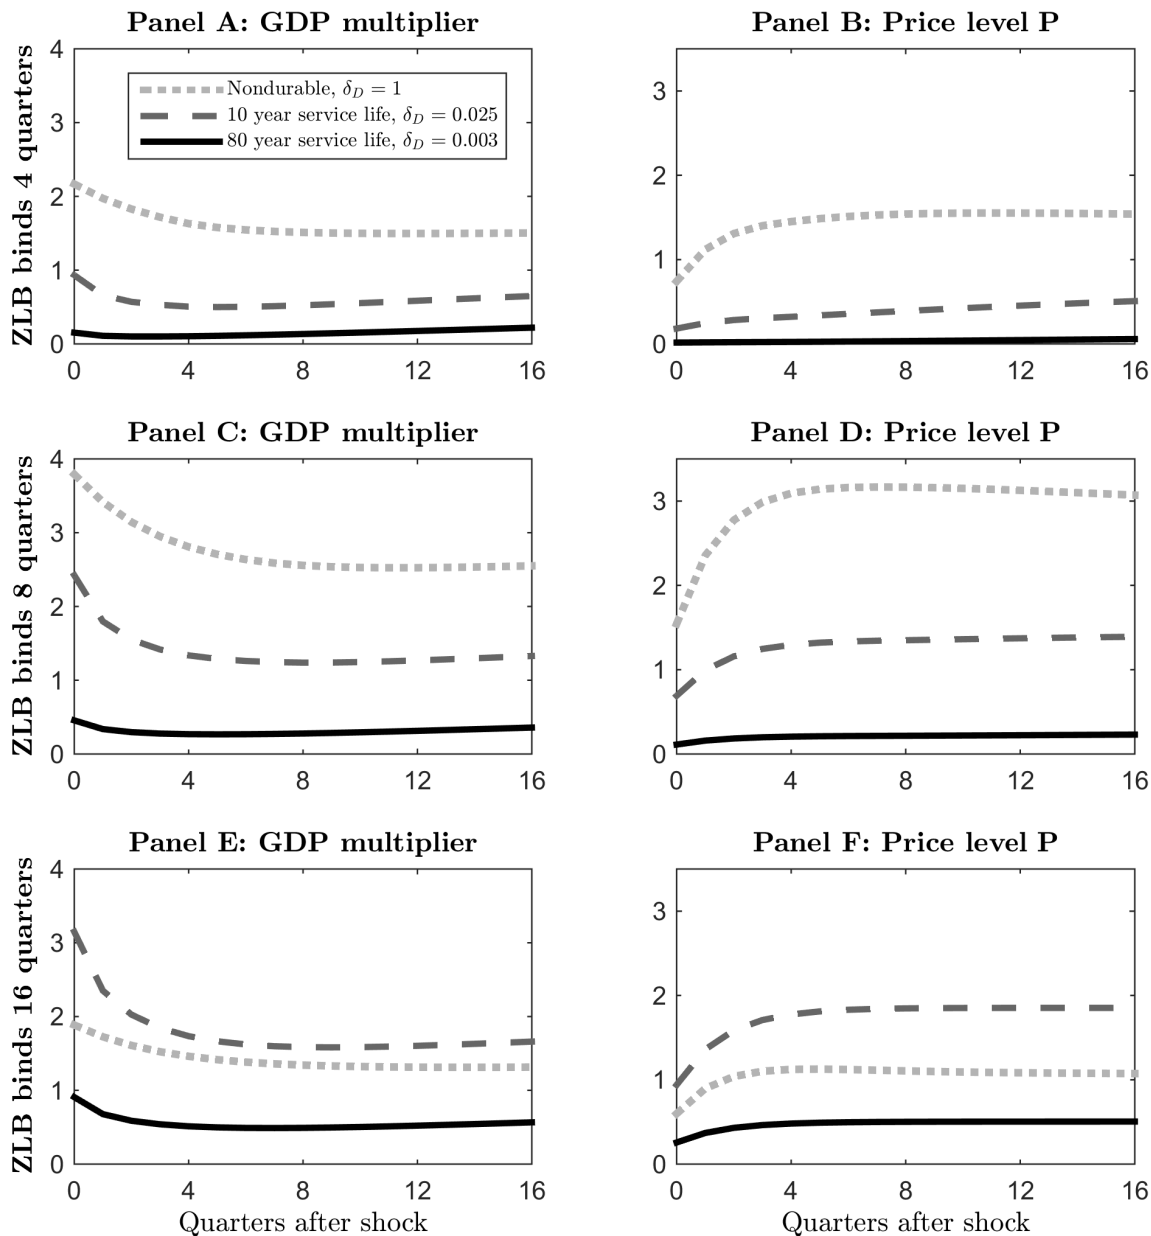 Panel A: GDP multiplier
Panel B: Price level P
ZLB binds 4 quarters
4
3
2
1
0
Nondurable, δ_D = 1
10 year service life, δ_D = 0.025
80 year service life, δ_D = 0.003
0 4 8 12 16
3
2
1
0
0 4 8 12 16
Panel C: GDP multiplier
Panel D: Price level P
ZLB binds 8 quarters
4
3
2
1
0
0 4 8 12 16
3
2
1
0
0 4 8 12 16
Panel E: GDP multiplier
Panel F: Price level P
ZLB binds 16 quarters
4
3
2
1
0
0 4 8 12 16
Quarters after shock
3
2
1
0
0 4 8 12 16
Quarters after shock